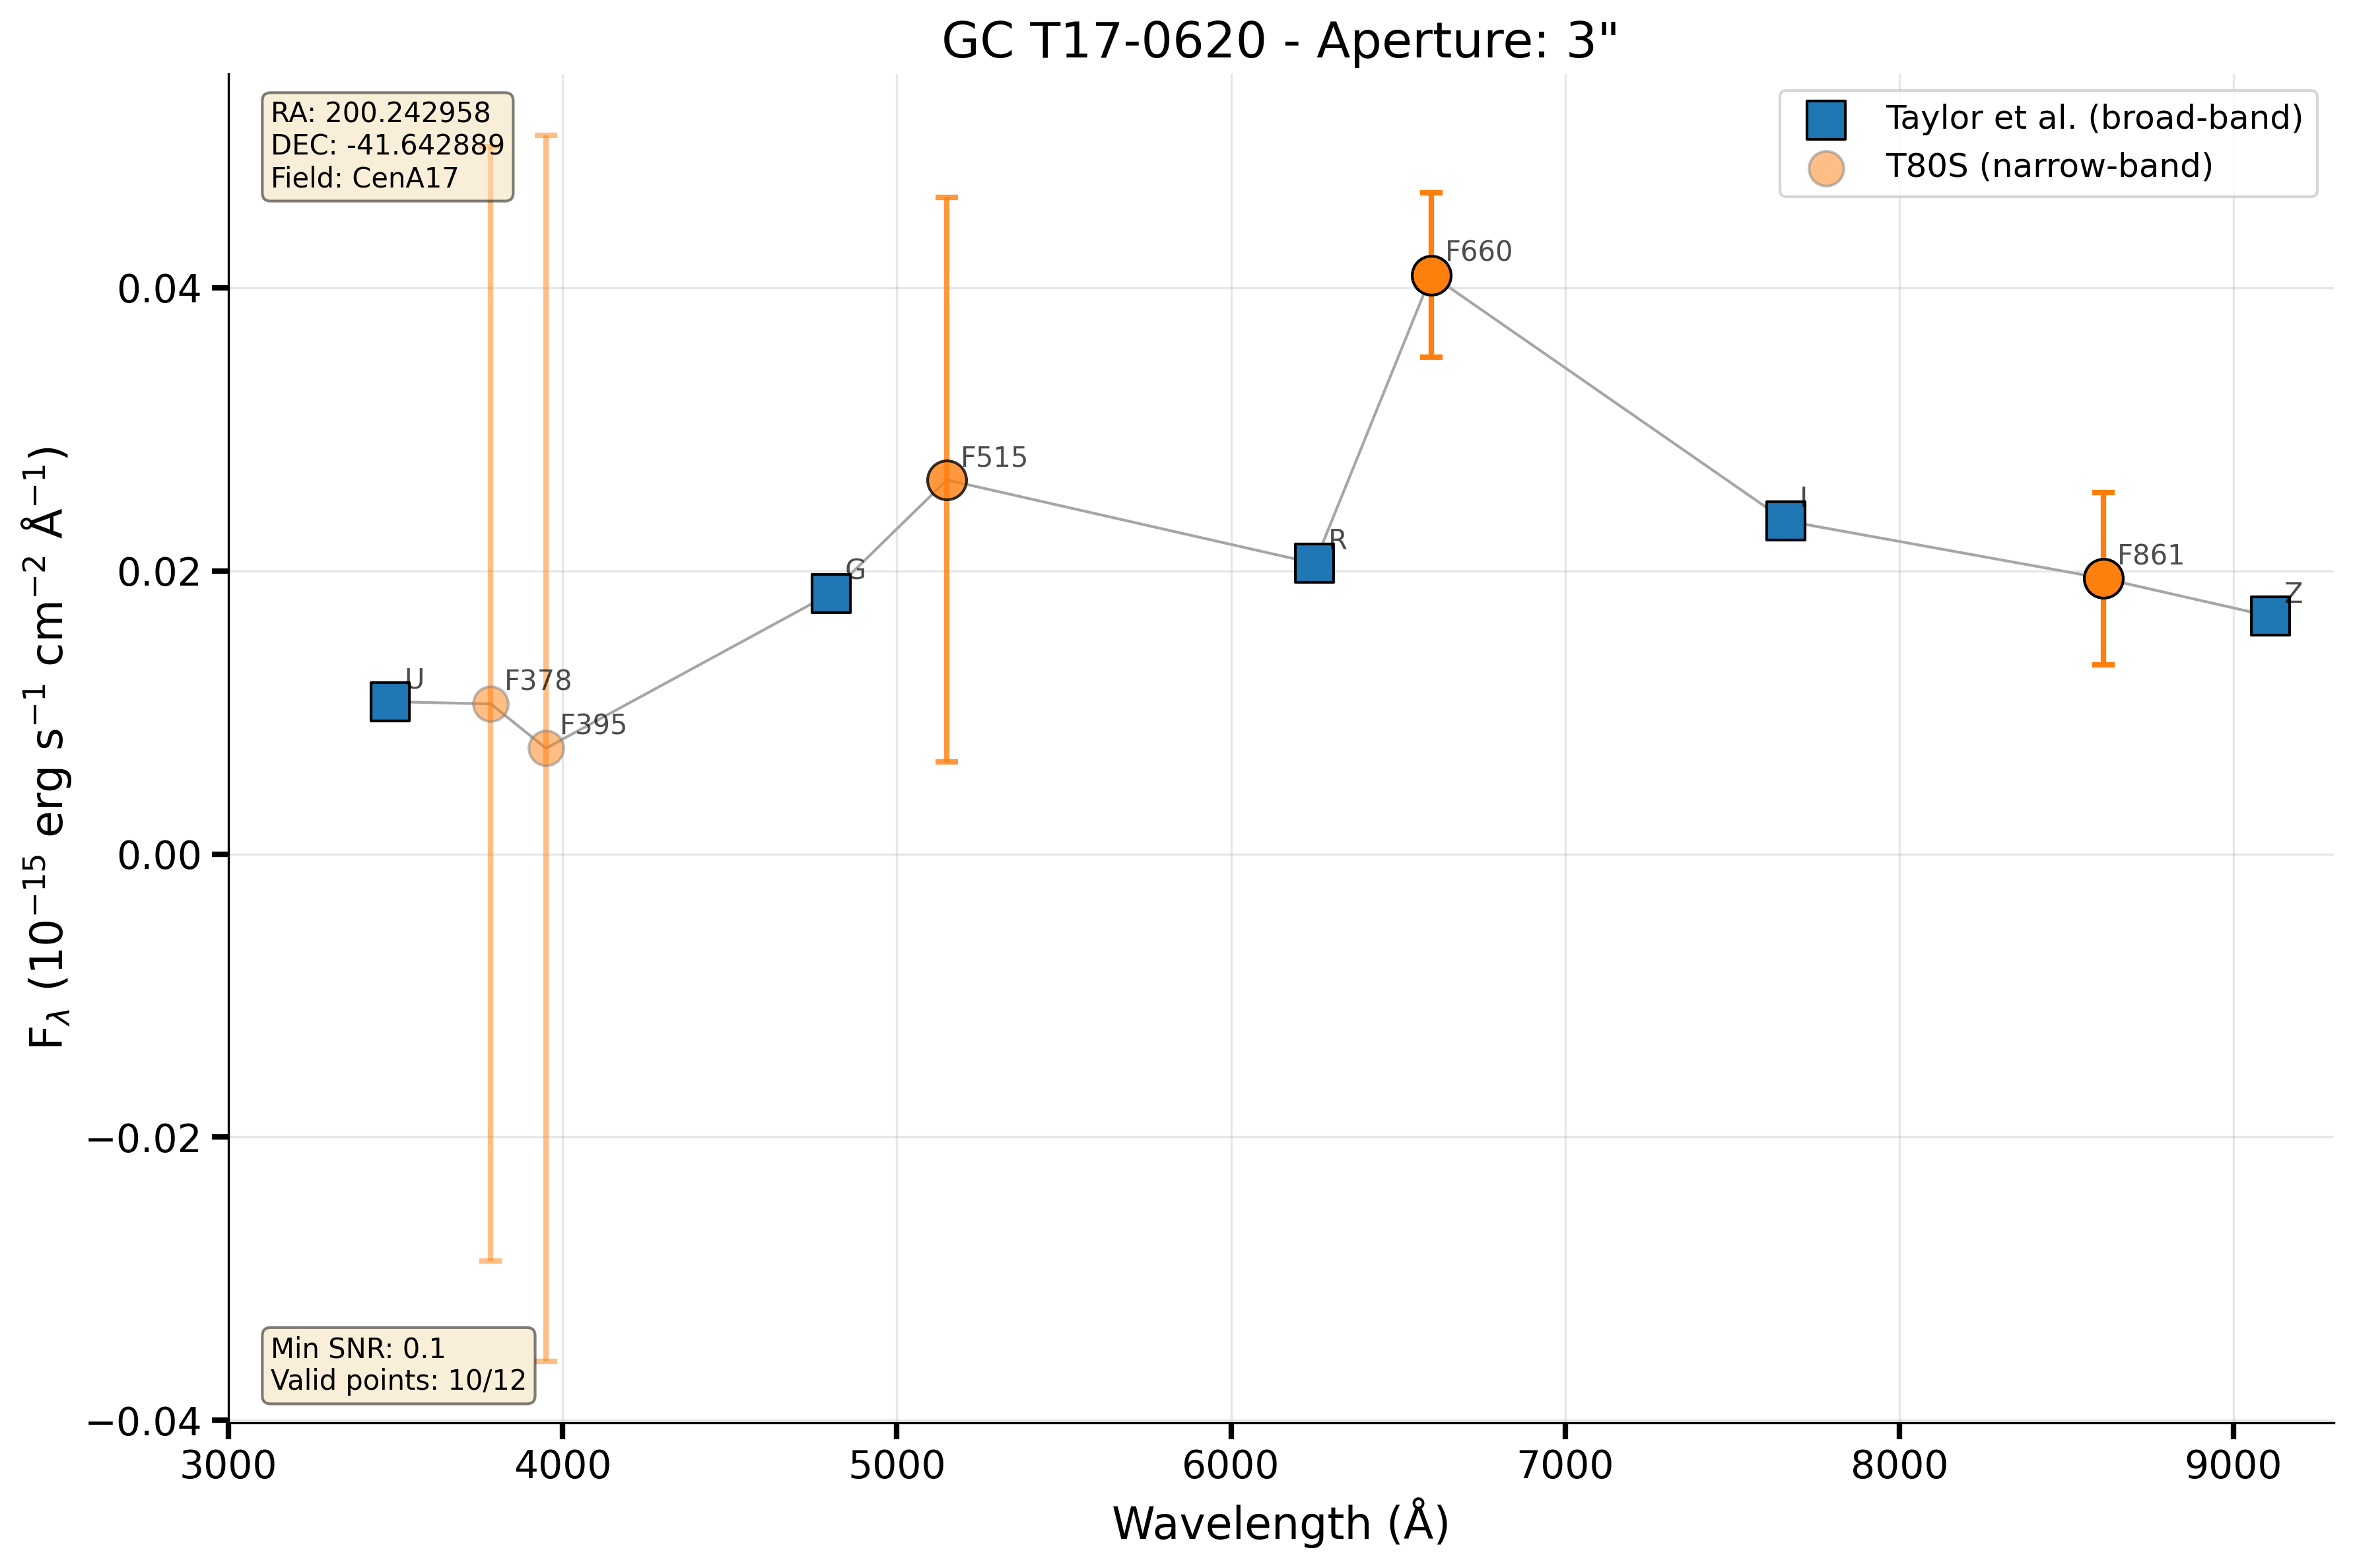 GC T17-0620 - Aperture: 3"
RA: 200.242958
DEC: -41.642889
Field: CenA17
Taylor et al. (broad-band)
T80S (narrow-band)
F660
F515
I
R
G
F861
Z
U
F378
F395
Min SNR: 0.1
Valid points: 10/12
0.04
0.02
0.00
−0.02
−0.04
F_λ (10⁻¹⁵ erg s⁻¹ cm⁻² Å⁻¹)
3000 4000 5000 6000 7000 8000 9000
Wavelength (Å)